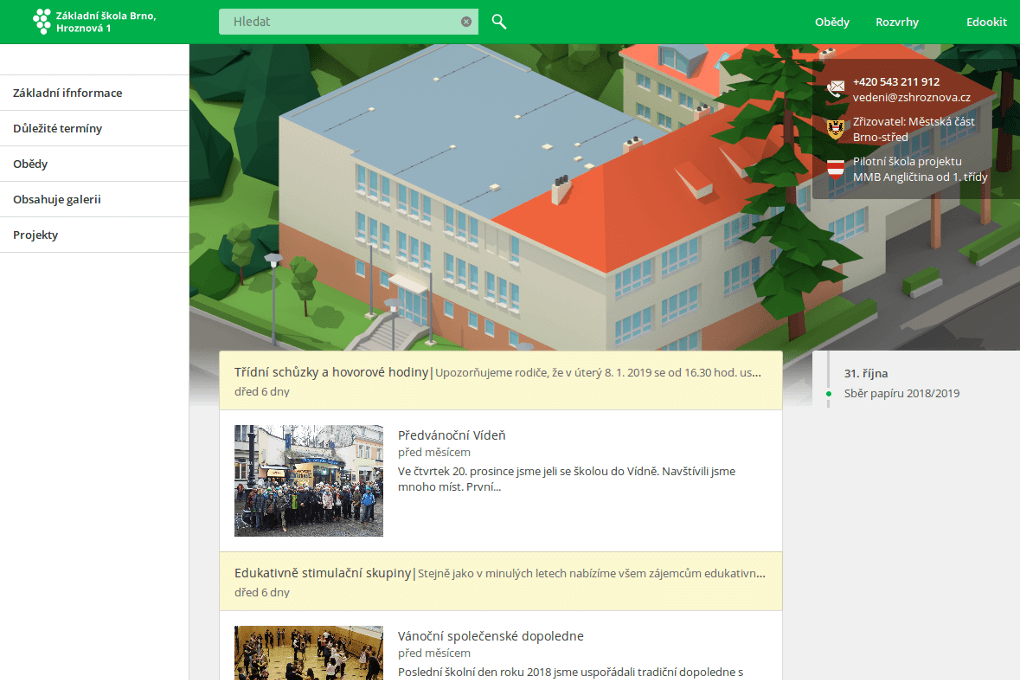 Základní škola Brno,
Hroznová 1
Hledat
Obědy
Rozvrhy
Edookit
Základní ifnformace
Důležité termíny
Obědy
Obsahuje galerii
Projekty
+420 543 211 912
vedeni@zshroznova.cz
Zřizovatel: Městská část
Brno-střed
Pilotní škola projektu
MMB Angličtina od 1. třídy
Třídní schůzky a hovorové hodiny|Upozorňujeme rodiče, že v úterý 8. 1. 2019 se od 16.30 hod. us...
dřed 6 dny
31. října
Sběr papíru 2018/2019
Předvánoční Vídeň
před měsícem
Ve čtvrtek 20. prosince jsme jeli se školou do Vídně. Navštívili jsme
mnoho míst. První...
Edukativně stimulační skupiny|Stejně jako v minulých letech nabízíme všem zájemcům edukativn...
dřed 6 dny
Vánoční společenské dopoledne
před měsícem
Poslední školní den roku 2018 jsme uspořádali tradiční dopoledne s